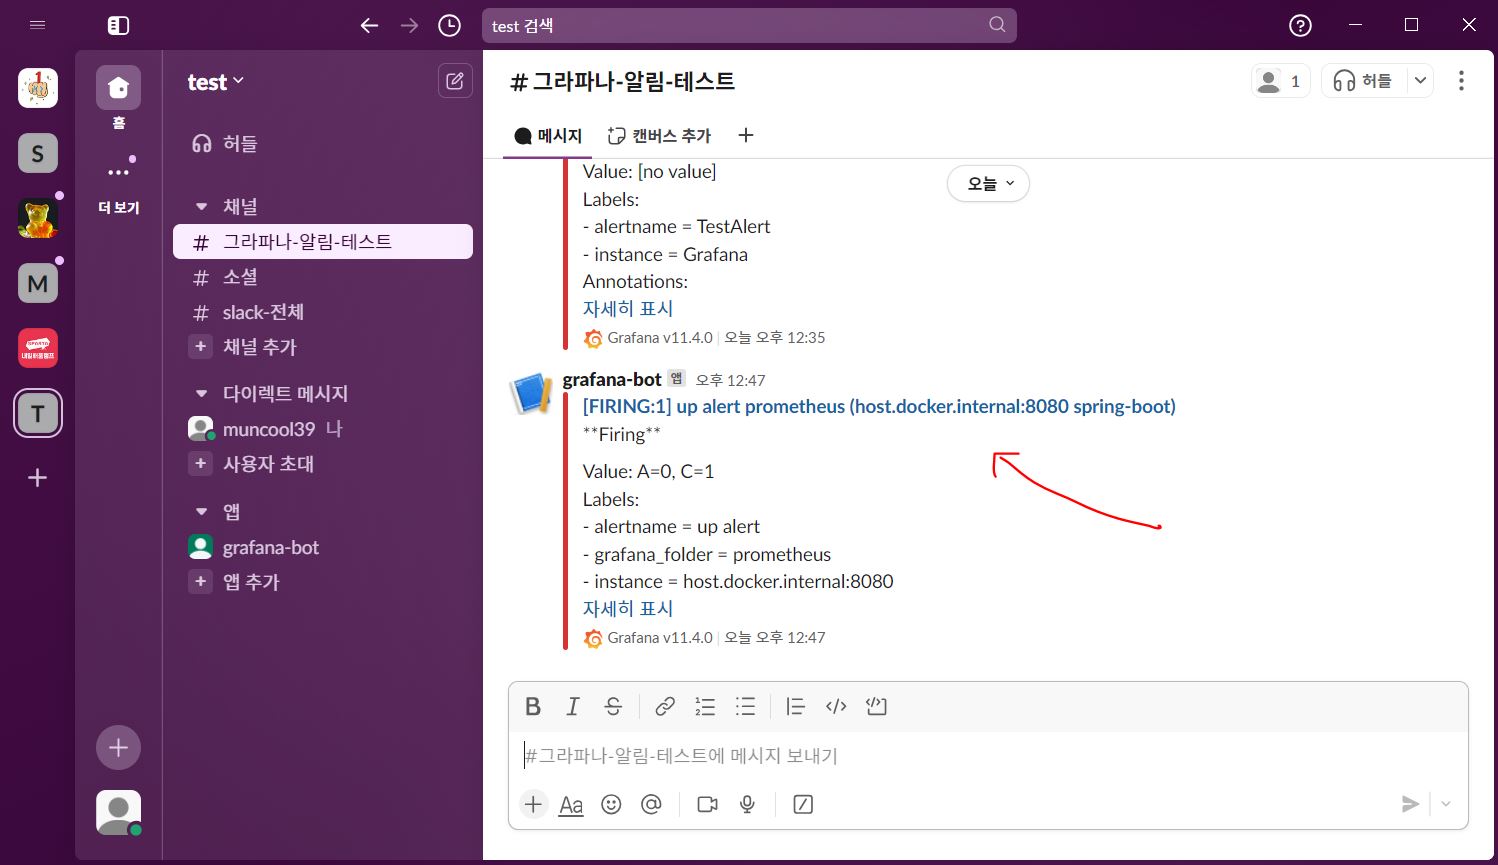 test 검색
홈
더 보기
S
M
SPARTA
내일배움캠프
T
test
허들
채널
# 그라파나-알림-테스트
# 소셜
# slack-전체
+ 채널 추가
다이렉트 메시지
muncool39 나
+ 사용자 초대
앱
grafana-bot
+ 앱 추가
# 그라파나-알림-테스트
1
허들
메시지
캔버스 추가
오늘
Value: [no value]
Labels:
- alertname = TestAlert
- instance = Grafana
Annotations:
자세히 표시
Grafana v11.4.0 | 오늘 오후 12:35
grafana-bot 앱 오후 12:47
[FIRING:1] up alert prometheus (host.docker.internal:8080 spring-boot)
**Firing**
Value: A=0, C=1
Labels:
- alertname = up alert
- grafana_folder = prometheus
- instance = host.docker.internal:8080
자세히 표시
Grafana v11.4.0 | 오늘 오후 12:47
#그라파나-알림-테스트에 메시지 보내기
Aa